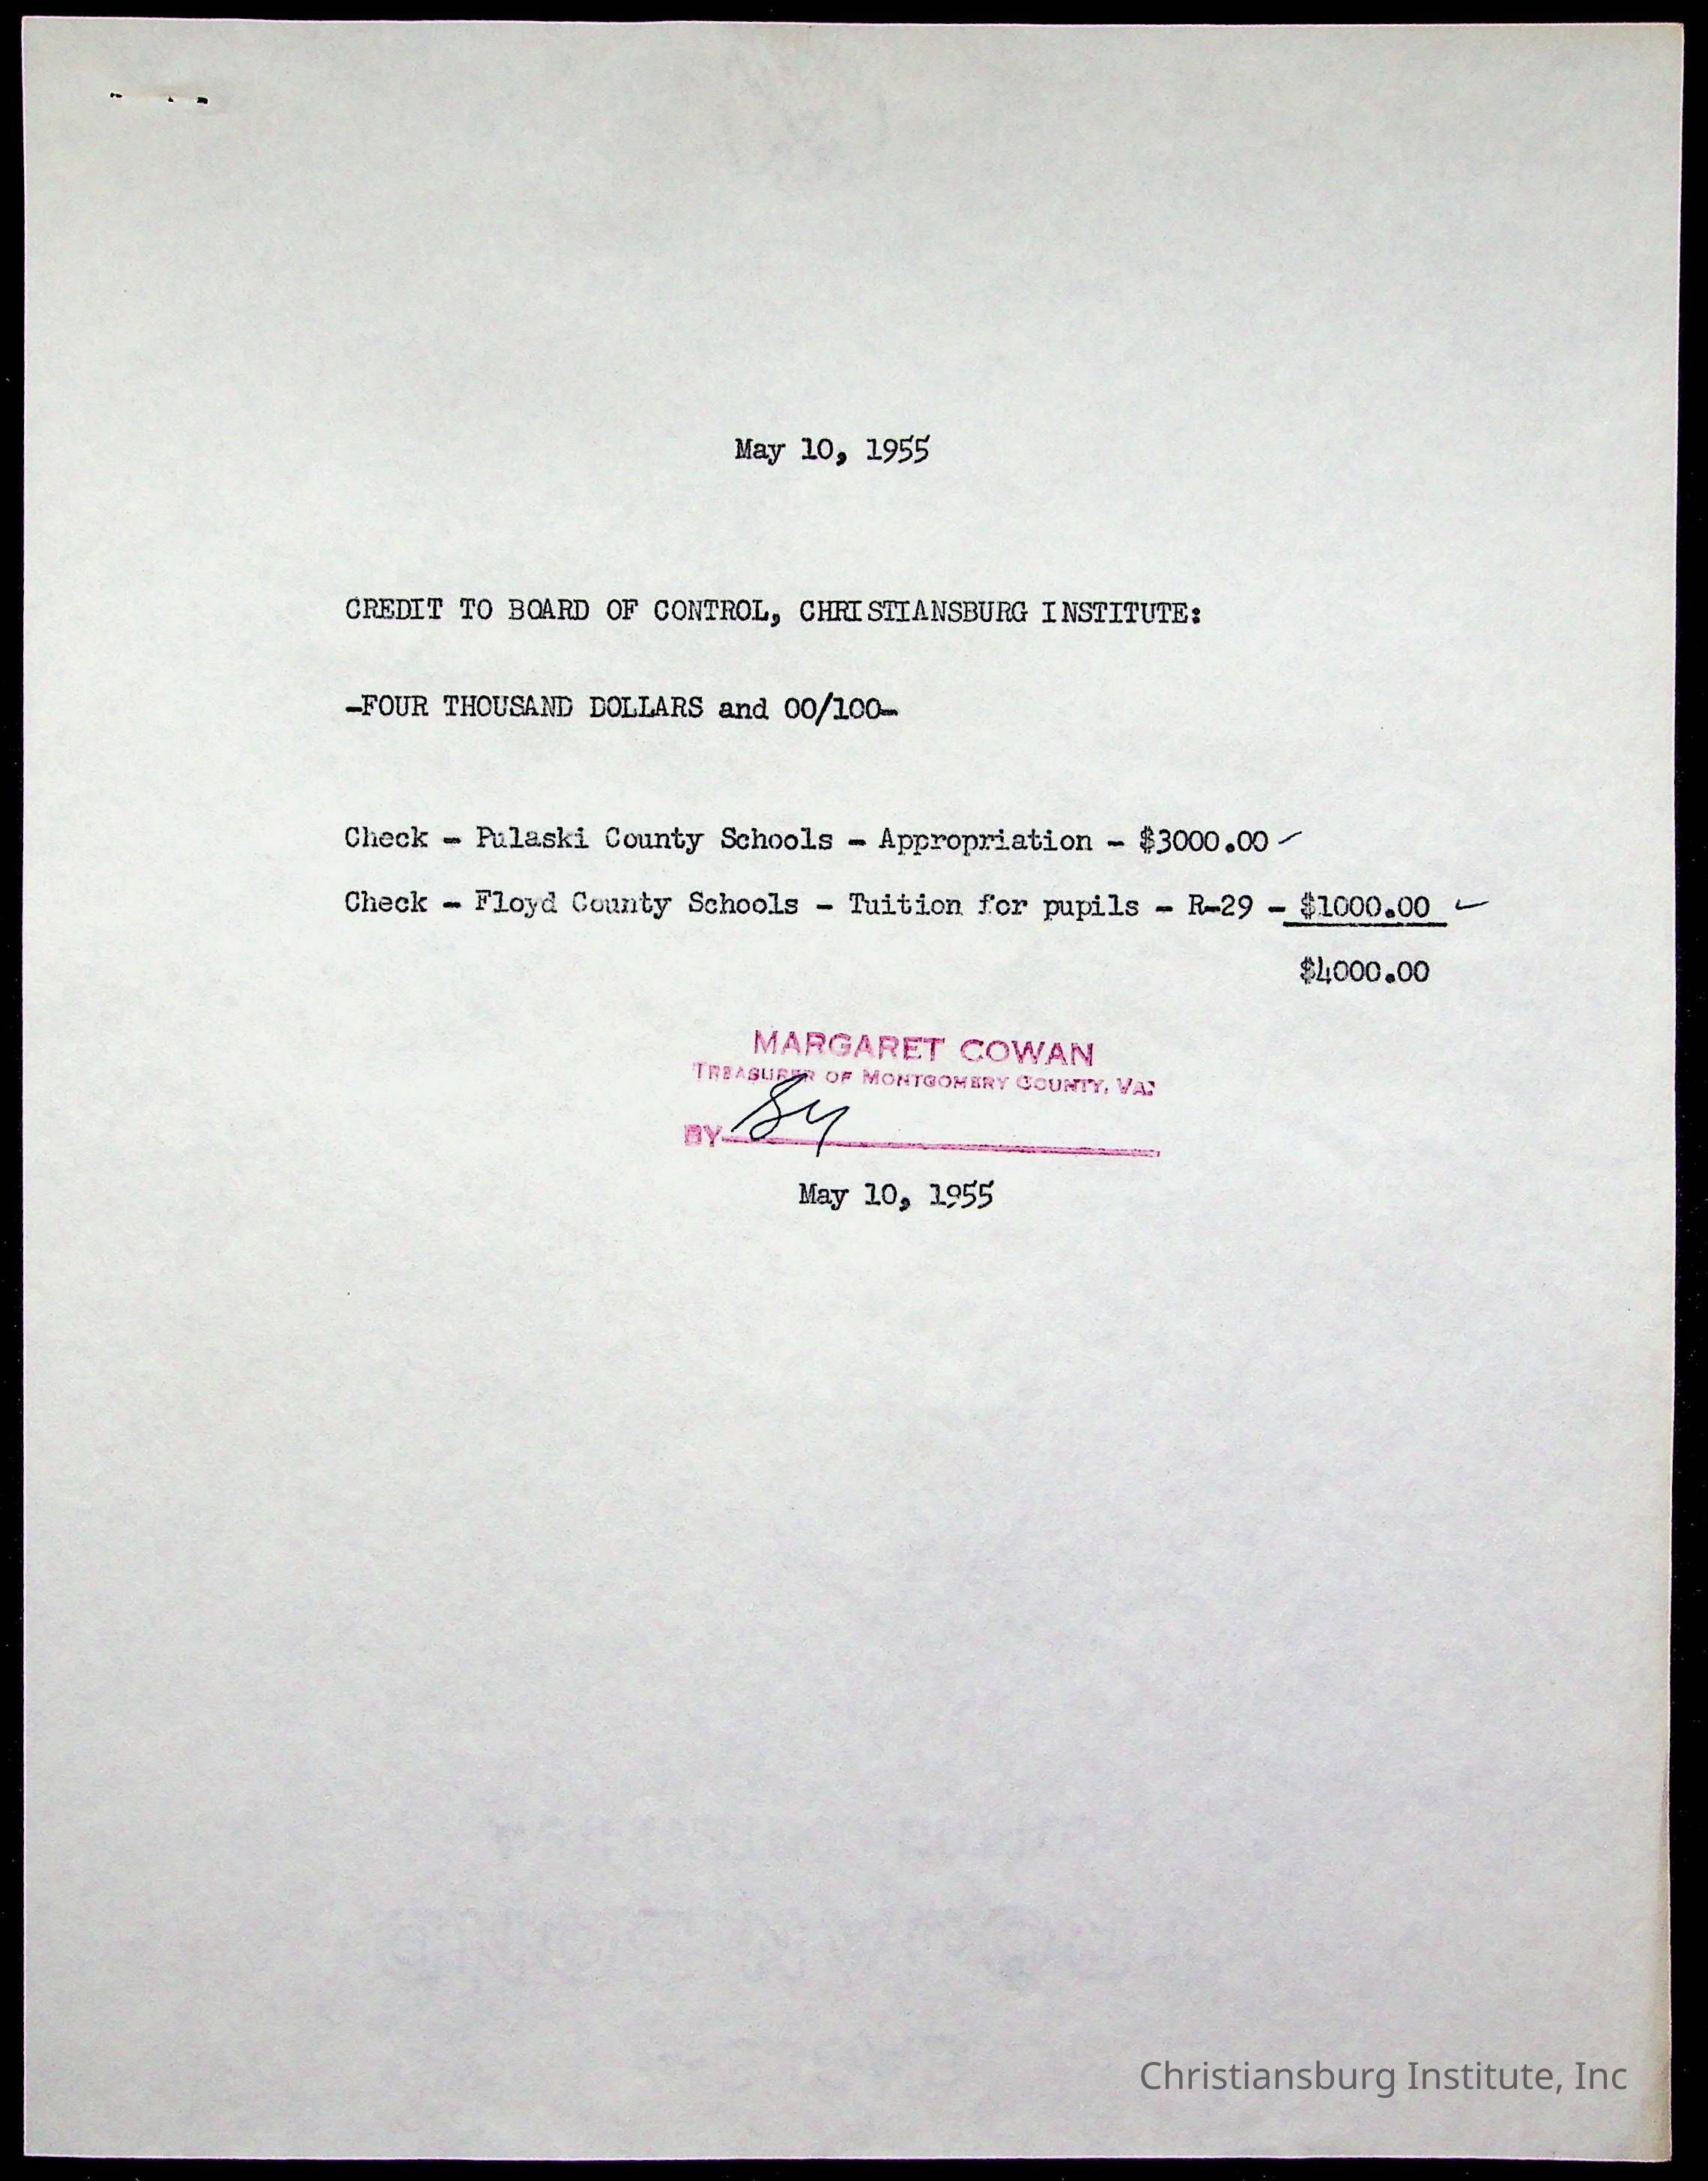 May 10, 1955
CREDIT TO BOARD OF CONTROL, CHRISTIANSBURG INSTITUTE:
-FOUR THOUSAND DOLLARS and 00/100-
Check - Pulaski County Schools - Appropriation - $3000.00 ✓
Check - Floyd County Schools - Tuition for pupils - R-29 - $1000.00 ✓
$4000.00
MARGARET COWAN
TREASURER OF MONTGOMERY COUNTY, VA.
BY
May 10, 1955
Christiansburg Institute, Inc